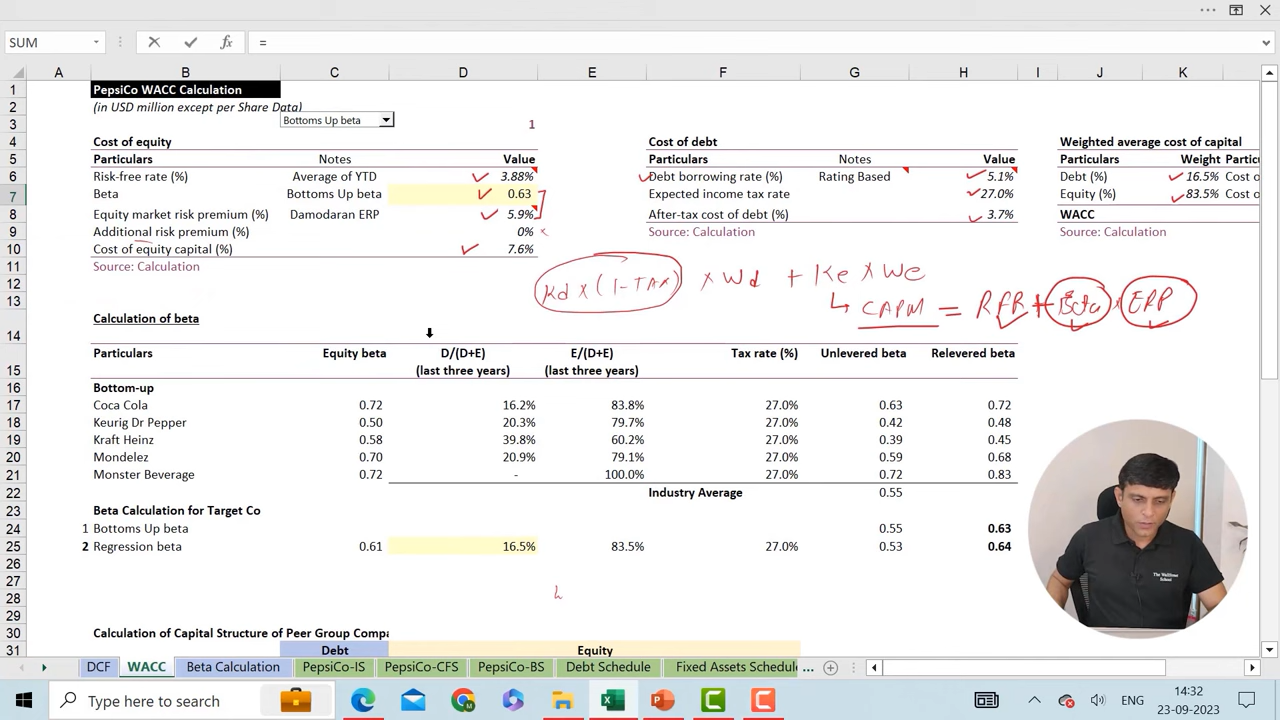 SUM =
A B C D E F G H I J K
1 PepsiCo WACC Calculation
2 (in USD million except per Share Data)
3 Bottoms Up beta 1
4 Cost of equity Cost of debt Weighted average cost of capital
5 Particulars Notes Value Particulars Notes Value Particulars Weight Partic
6 Risk-free rate (%) Average of YTD 3.88% Debt borrowing rate (%) Rating Based 5.1% Debt (%) 16.5% Cost o
7 Beta Bottoms Up beta 0.63 Expected income tax rate 27.0% Equity (%) 83.5% Cost o
8 Equity market risk premium (%) Damodaran ERP 5.9% After-tax cost of debt (%) 3.7% WACC
9 Additional risk premium (%) 0% Source: Calculation Source: Calculation
10 Cost of equity capital (%) 7.6%
11 Source: Calculation
Kd x (1-TAX) x Wd + Ke x We
12
13 CAPM = RFR + Beta x ERP
14 Calculation of beta
15 Particulars Equity beta D/(D+E) E/(D+E) Tax rate (%) Unlevered beta Relevered beta
(last three years) (last three years)
16 Bottom-up
17 Coca Cola 0.72 16.2% 83.8% 27.0% 0.63 0.72
18 Keurig Dr Pepper 0.50 20.3% 79.7% 27.0% 0.42 0.48
19 Kraft Heinz 0.58 39.8% 60.2% 27.0% 0.39 0.45
20 Mondelez 0.70 20.9% 79.1% 27.0% 0.59 0.68
21 Monster Beverage 0.72 - 100.0% 27.0% 0.72 0.83
22 Industry Average 0.55
23 Beta Calculation for Target Co
24 1 Bottoms Up beta 0.55 0.63
25 2 Regression beta 0.61 16.5% 83.5% 27.0% 0.53 0.64
26
27
28
29
30 Calculation of Capital Structure of Peer Group Compa
31 Debt Equity
The WallStreet School
DCF WACC Beta Calculation PepsiCo-IS PepsiCo-CFS PepsiCo-BS Debt Schedule Fixed Assets Schedul ...
Type here to search ENG 14:32
23-09-2023